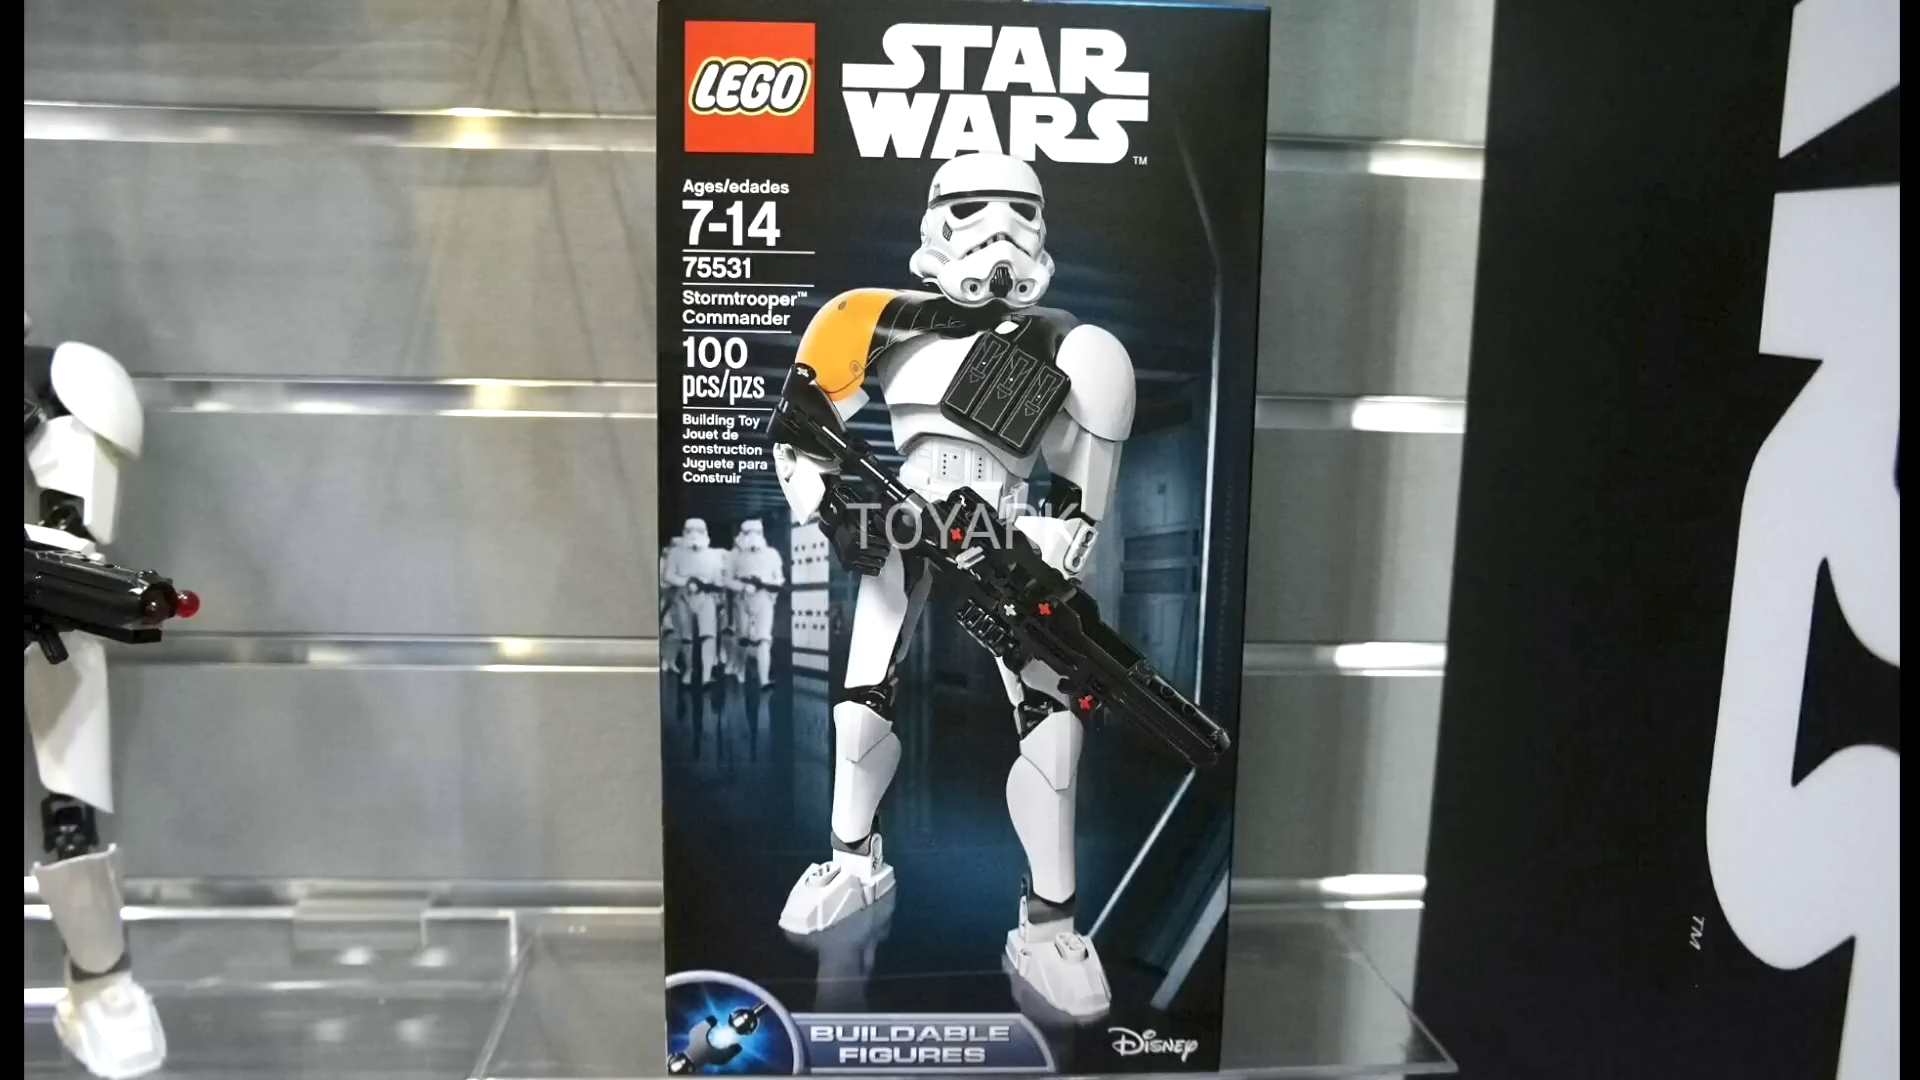 LEGO
STAR
WARS
TM
Ages/edades
7-14
75531
Stormtrooper™
Commander
100
pcs/pzs
Building Toy
Jouet de
construction
Juguete para
Construir
TOYARK
BUILDABLE
FIGURES
Disney
TM